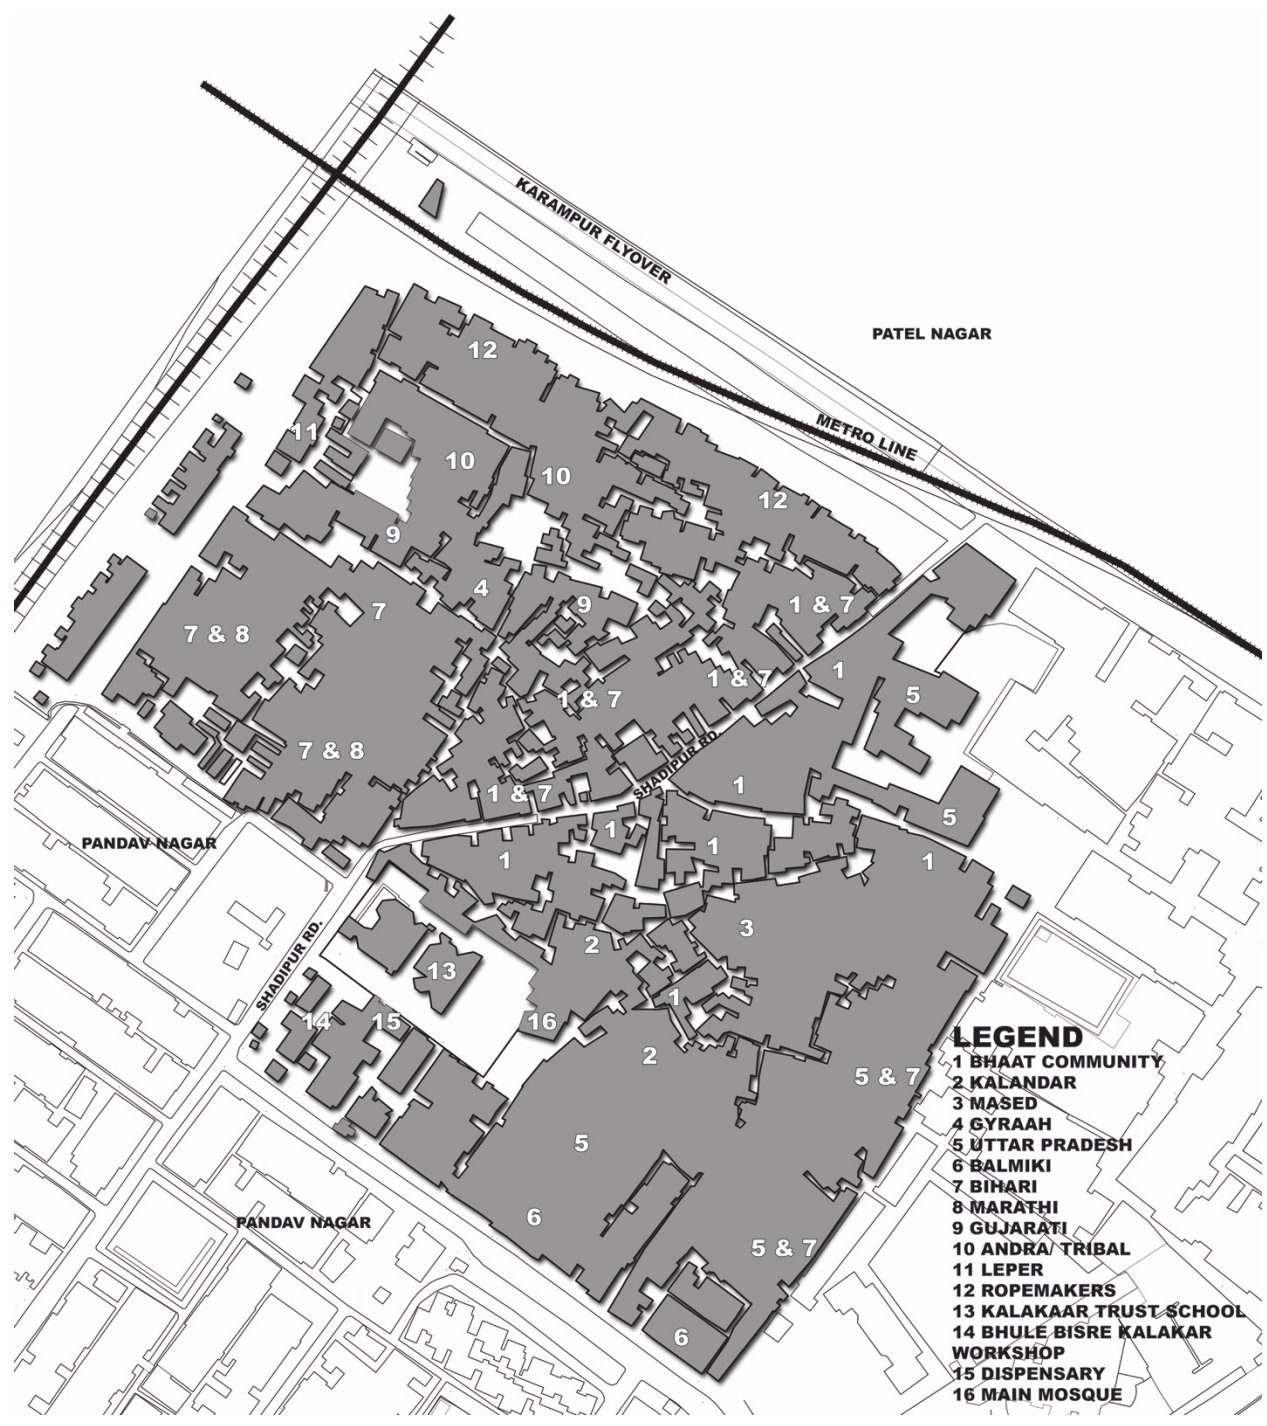 KARAMPUR FLYOVER
PATEL NAGAR
12
METRO LINE
11
10
10
12
9
4
9
1 & 7
7
7 & 8
1 & 7
1
5
1 & 7
7 & 8
SHADIPUR RD.
1 & 7
1
5
PANDAV NAGAR
1
1
1
1
SHADIPUR RD.
2
3
13
1
14
15
16
2
5 & 7
5
6
PANDAV NAGAR
5 & 7
6
LEGEND
1 BHAAT COMMUNITY
2 KALANDAR
3 MASED
4 GYRAAH
5 UTTAR PRADESH
6 BALMIKI
7 BIHARI
8 MARATHI
9 GUJARATI
10 ANDRA/ TRIBAL
11 LEPER
12 ROPEMAKERS
13 KALAKAAR TRUST SCHOOL
14 BHULE BISRE KALAKAR
WORKSHOP
15 DISPENSARY
16 MAIN MOSQUE